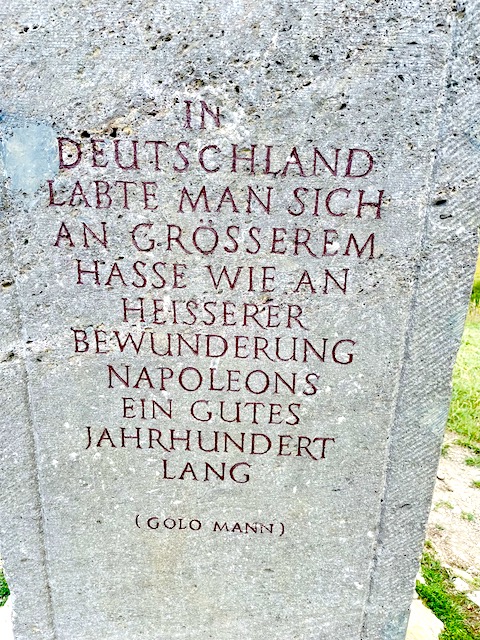 IN
DEUTSCHLAND
LABTE MAN SICH
AN GRÖSSEREM
HASSE WIE AN
HEISSERER
BEWUNDERUNG
NAPOLEONS
EIN GUTES
JAHRHUNDERT
LANG
(GOLO MANN)